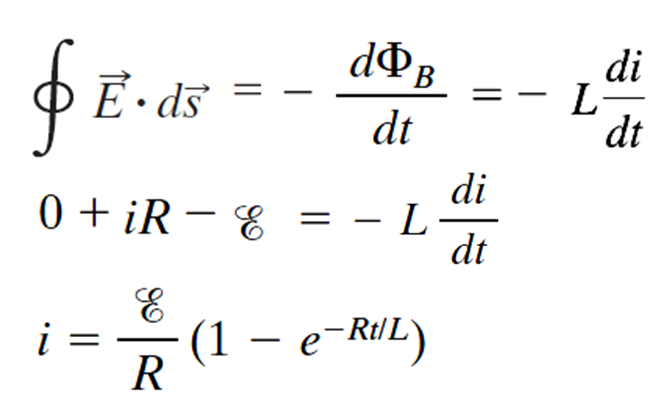 ∮ E⃗ · ds⃗ = − dΦ_B/dt = − L di/dt
0 + iR − ℰ = − L di/dt
i = ℰ/R (1 − e^{−Rt/L})